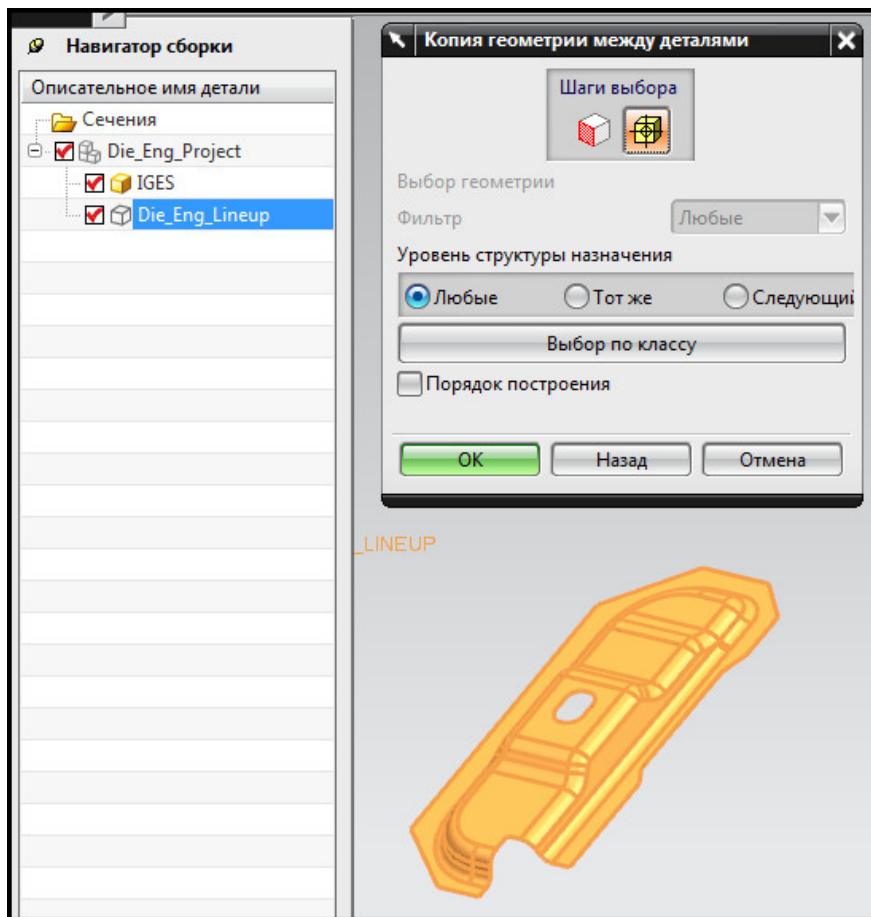 Навигатор сборки
Описательное имя детали
Сечения
Die_Eng_Project
IGES
Die_Eng_Lineup
Копия геометрии между деталями
Шаги выбора
Выбор геометрии
Фильтр Любые
Уровень структуры назначения
Любые Тот же Следующий
Выбор по классу
Порядок построения
OK Назад Отмена
_LINEUP